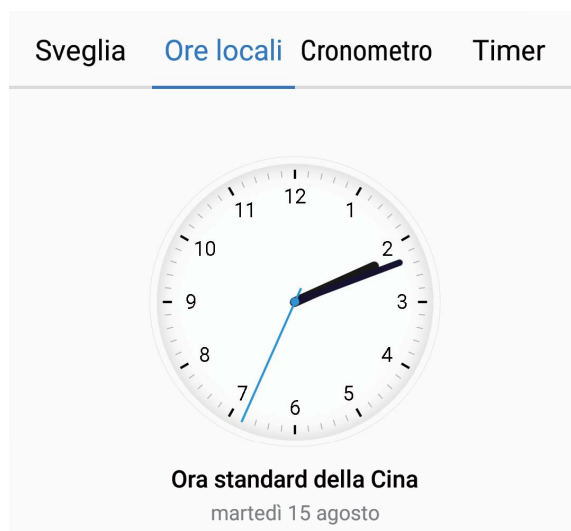 Sveglia Ore locali Cronometro Timer
12
11 1
10 2
9 3
8 4
7 5
6
Ora standard della Cina
martedì 15 agosto